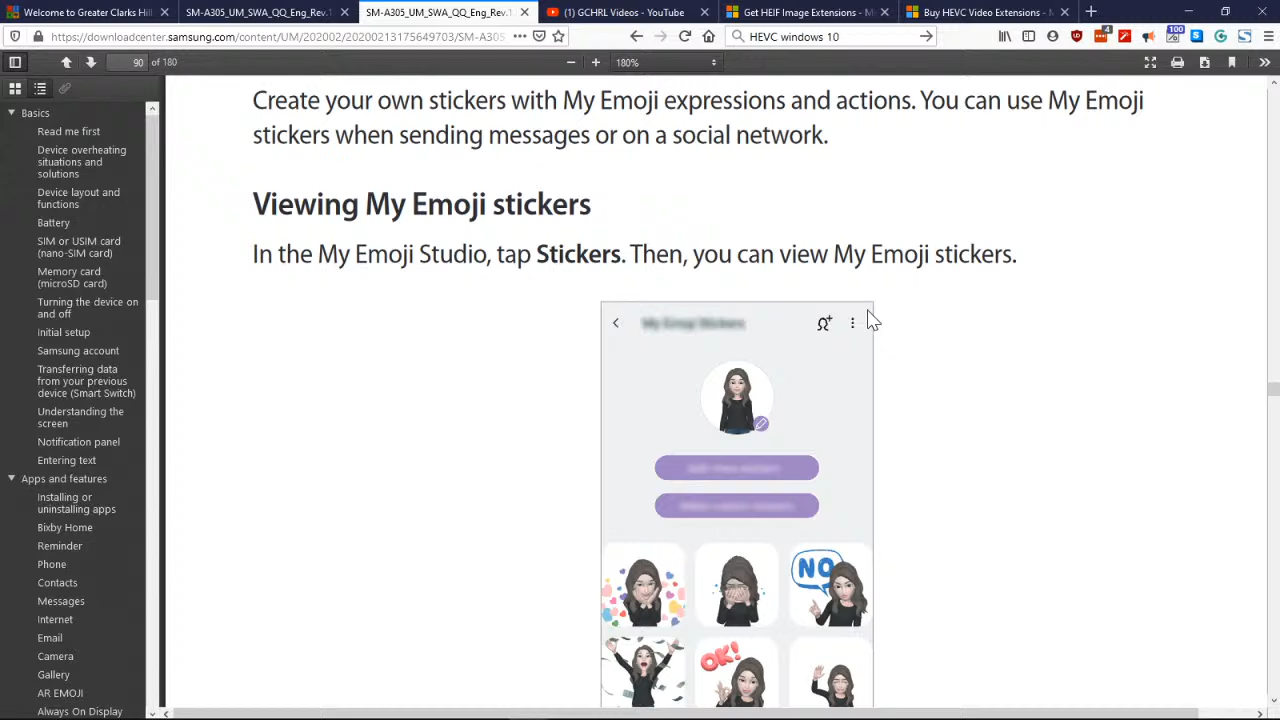 Welcome to Greater Clarks Hill
SM-A305_UM_SWA_QQ_Eng_Rev.1
SM-A305_UM_SWA_QQ_Eng_Rev.1
(1) GCHRL Videos - YouTube
Get HEIF Image Extensions - M
Buy HEVC Video Extensions - M
https://downloadcenter.samsung.com/content/UM/202002/20200213175649703/SM-A305
HEVC windows 10
100
90 of 180
180%
Create your own stickers with My Emoji expressions and actions. You can use My Emoji
stickers when sending messages or on a social network.
Viewing My Emoji stickers
In the My Emoji Studio, tap Stickers. Then, you can view My Emoji stickers.
My Emoji Stickers
NO
OK!
Basics
Read me first
Device overheating
situations and
solutions
Device layout and
functions
Battery
SIM or USIM card
(nano-SIM card)
Memory card
(microSD card)
Turning the device on
and off
Initial setup
Samsung account
Transferring data
from your previous
device (Smart Switch)
Understanding the
screen
Notification panel
Entering text
Apps and features
Installing or
uninstalling apps
Bixby Home
Reminder
Phone
Contacts
Messages
Internet
Email
Camera
Gallery
AR EMOJI
Always On Display